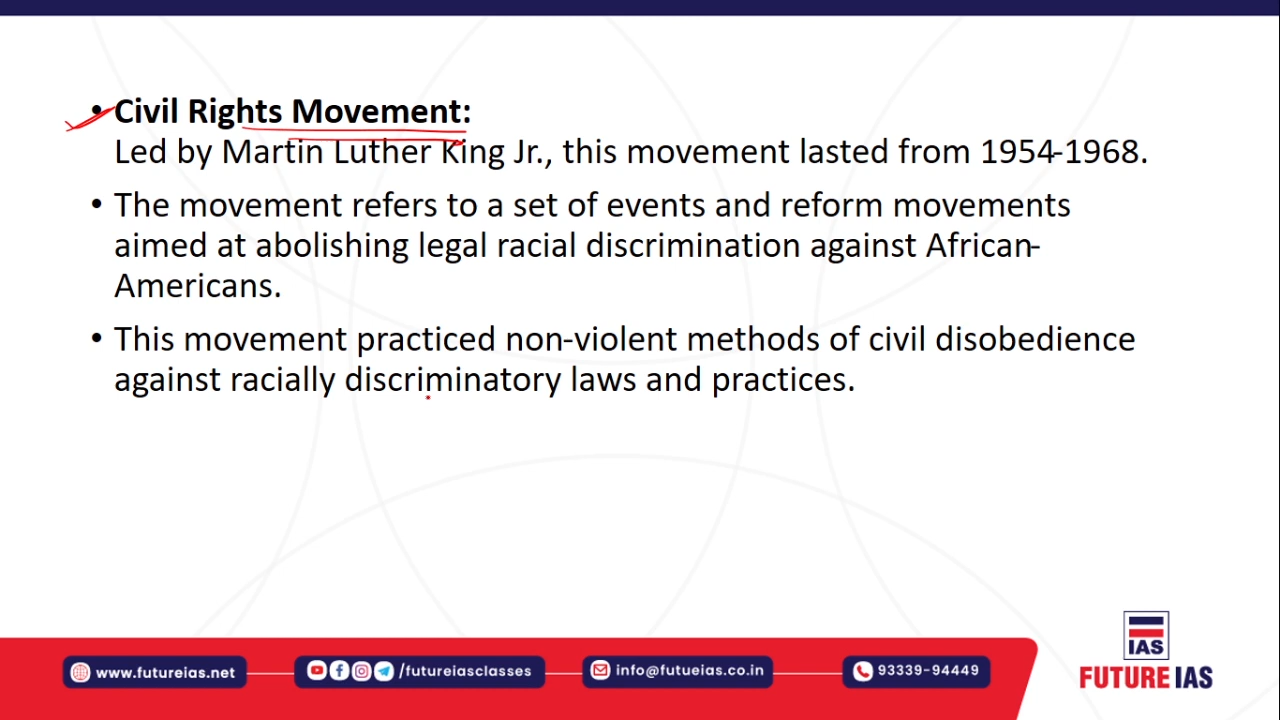 • Civil Rights Movement:
Led by Martin Luther King Jr., this movement lasted from 1954-1968.
• The movement refers to a set of events and reform movements
aimed at abolishing legal racial discrimination against African-
Americans.
• This movement practiced non-violent methods of civil disobedience
against racially discriminatory laws and practices.
IAS
FUTURE IAS
www.futureias.net
/futureiasclasses
info@futueias.co.in
93339-94449